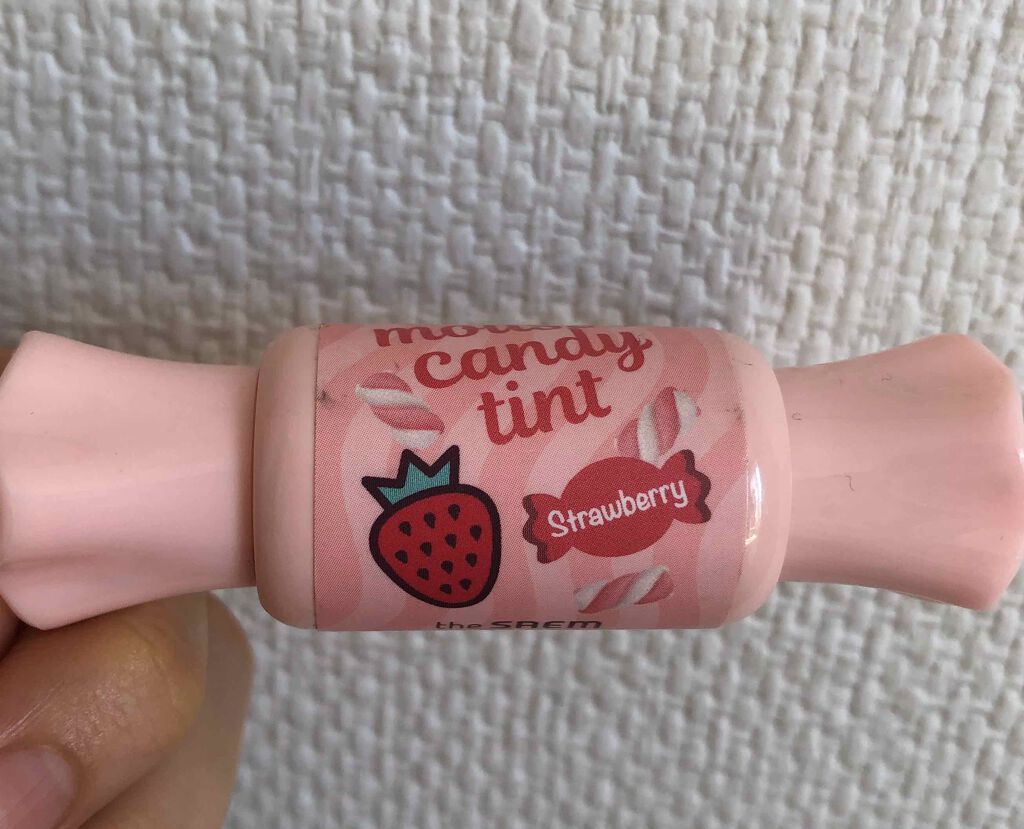 candy
tint
Strawberry
the SAEM